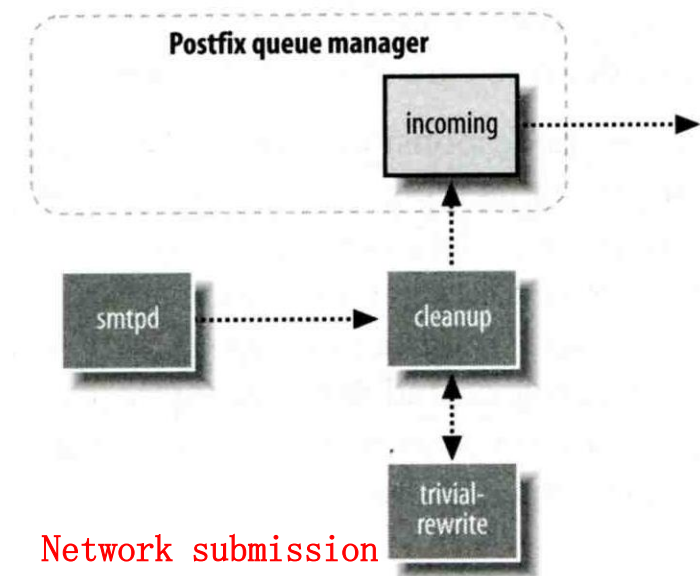 Postfix queue manager
incoming
smtpd
cleanup
trivial-
rewrite
Network submission